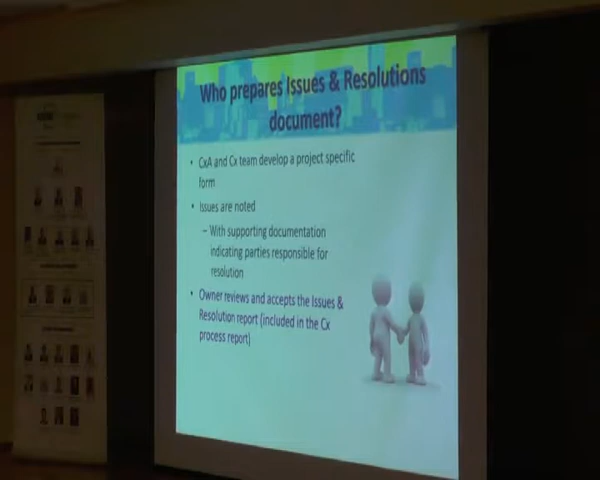 Who prepares Issues & Resolutions
document?
• CxA and Cx team develop a project specific
form
• Issues are noted
– With supporting documentation
indicating parties responsible for
resolution
• Owner reviews and accepts the Issues &
Resolution report (included in the Cx
process report)